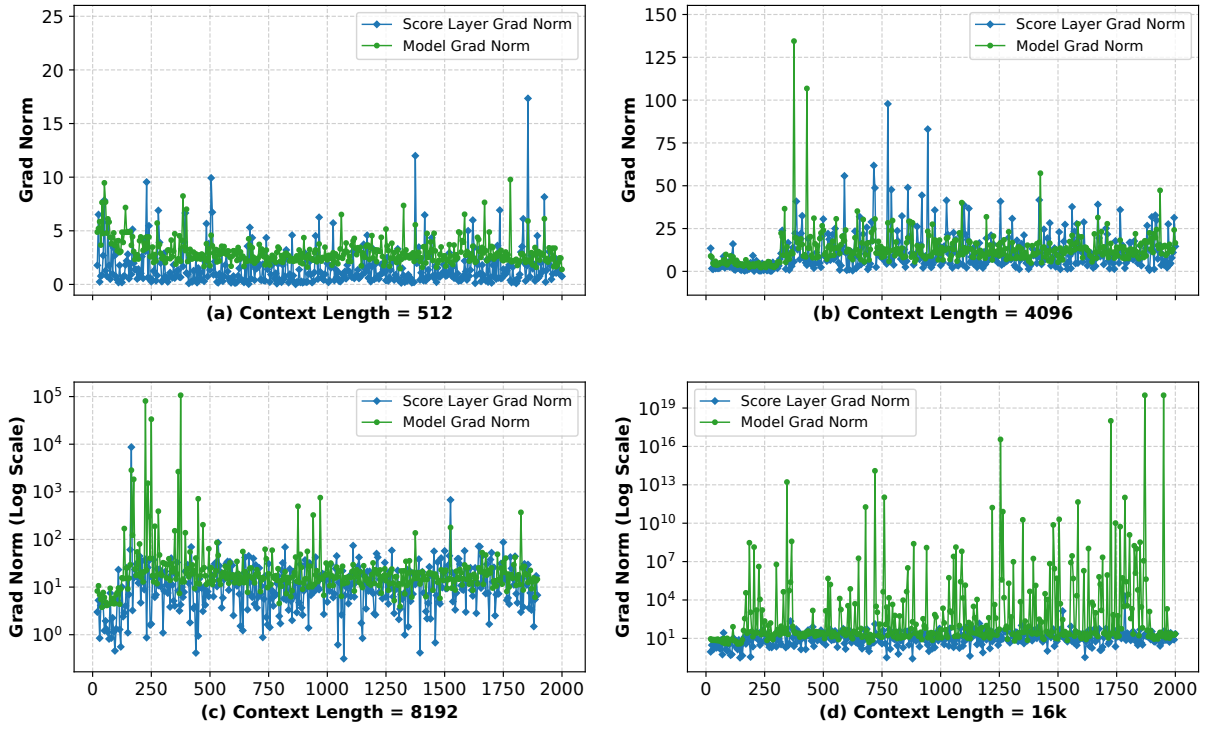 25
20
15
10
5
0
Grad Norm
Score Layer Grad Norm
Model Grad Norm
(a) Context Length = 512
150
125
100
75
50
25
0
Grad Norm
Score Layer Grad Norm
Model Grad Norm
(b) Context Length = 4096
10^5
10^4
10^3
10^2
10^1
10^0
Grad Norm (Log Scale)
Score Layer Grad Norm
Model Grad Norm
0 250 500 750 1000 1250 1500 1750 2000
(c) Context Length = 8192
10^19
10^16
10^13
10^10
10^7
10^4
10^1
Grad Norm (Log Scale)
Score Layer Grad Norm
Model Grad Norm
0 250 500 750 1000 1250 1500 1750 2000
(d) Context Length = 16k